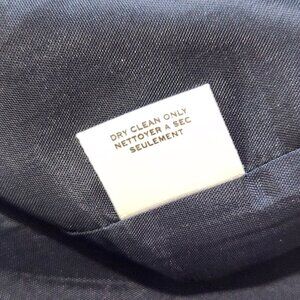 DRY CLEAN ONLY
NETTOYER A SEC
SEULEMENT